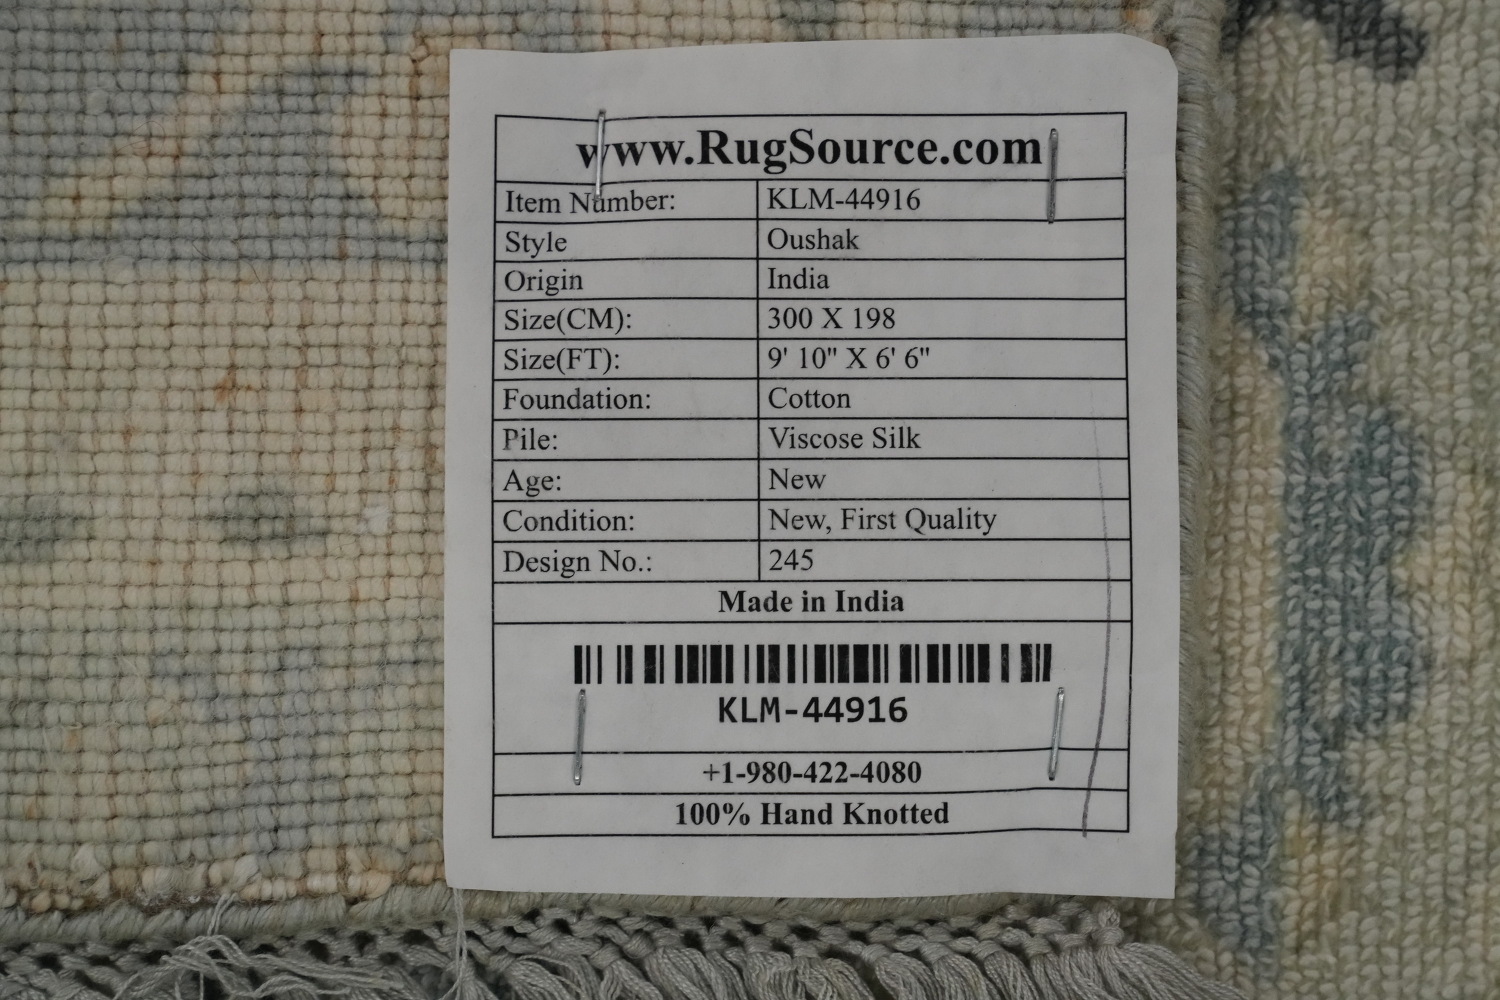 www.RugSource.com
Item Number: KLM-44916
Style Oushak
Origin India
Size(CM): 300 X 198
Size(FT): 9' 10" X 6' 6"
Foundation: Cotton
Pile: Viscose Silk
Age: New
Condition: New, First Quality
Design No.: 245
Made in India
KLM-44916
+1-980-422-4080
100% Hand Knotted